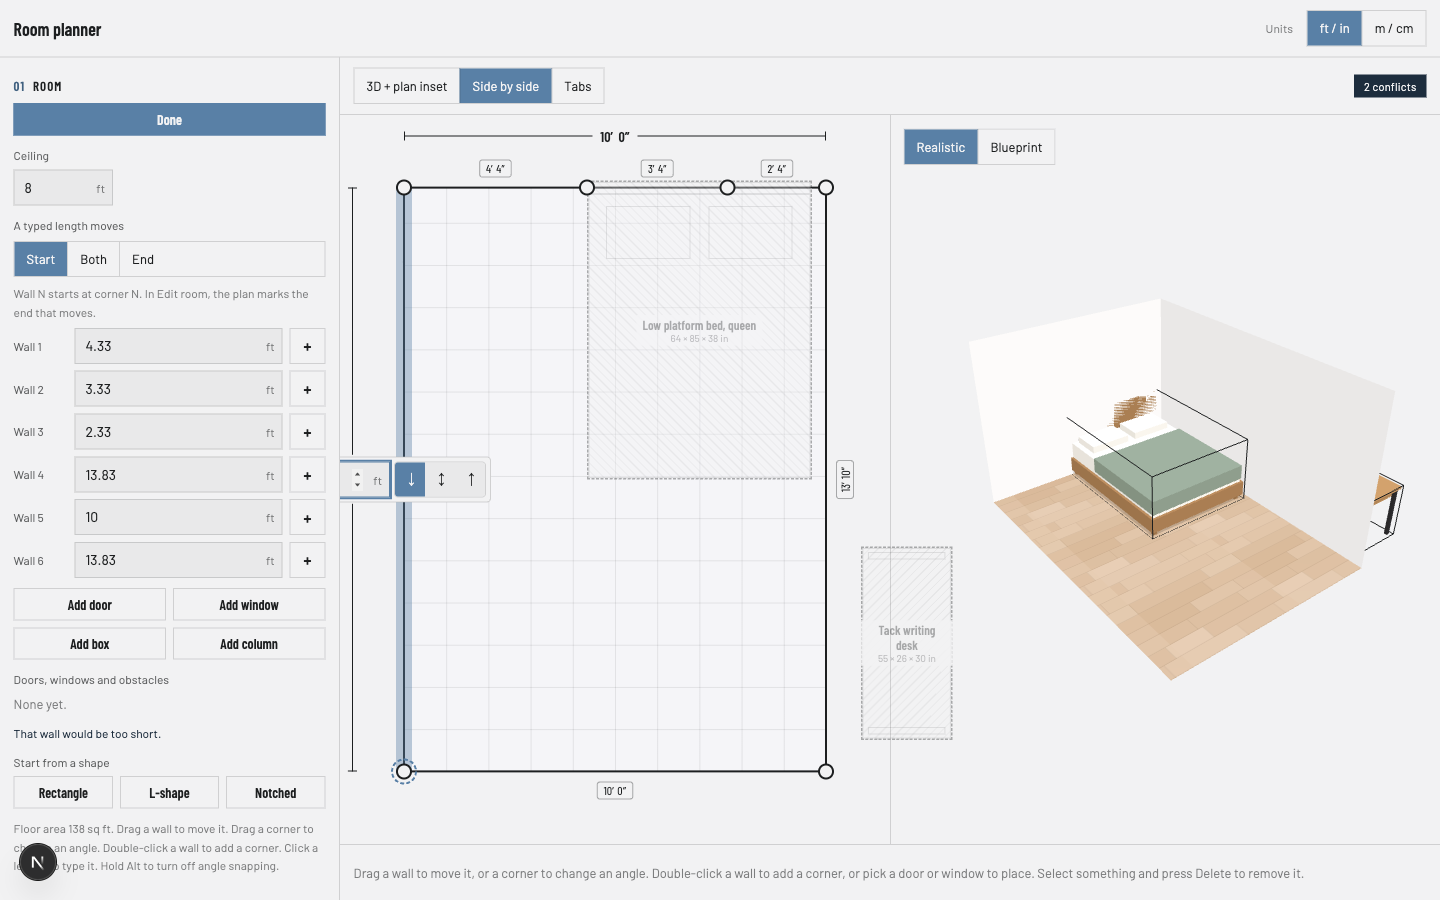 Room planner
Units
ft / in
m / cm
01 ROOM
Done
Ceiling
8 ft
A typed length moves
Start
Both
End
Wall N starts at corner N. In Edit room, the plan marks the
end that moves.
Wall 1 4.33 ft +
Wall 2 3.33 ft +
Wall 3 2.33 ft +
Wall 4 13.83 ft +
Wall 5 10 ft +
Wall 6 13.83 ft +
Add door
Add window
Add box
Add column
Doors, windows and obstacles
None yet.
That wall would be too short.
Start from a shape
Rectangle
L-shape
Notched
Floor area 138 sq ft. Drag a wall to move it. Drag a corner to
an angle. Double-click a wall to add a corner. Click a
type it. Hold Alt to turn off angle snapping.
N
3D + plan inset
Side by side
Tabs
2 conflicts
10′ 0″
4′ 4″
3′ 4″
2′ 4″
Low platform bed, queen
64 × 85 × 38 in
ft ↓ ↕ ↑
13′ 10″
Tack writing
desk
55 × 26 × 30 in
10′ 0″
Realistic
Blueprint
Drag a wall to move it, or a corner to change an angle. Double-click a wall to add a corner, or pick a door or window to place. Select something and press Delete to remove it.